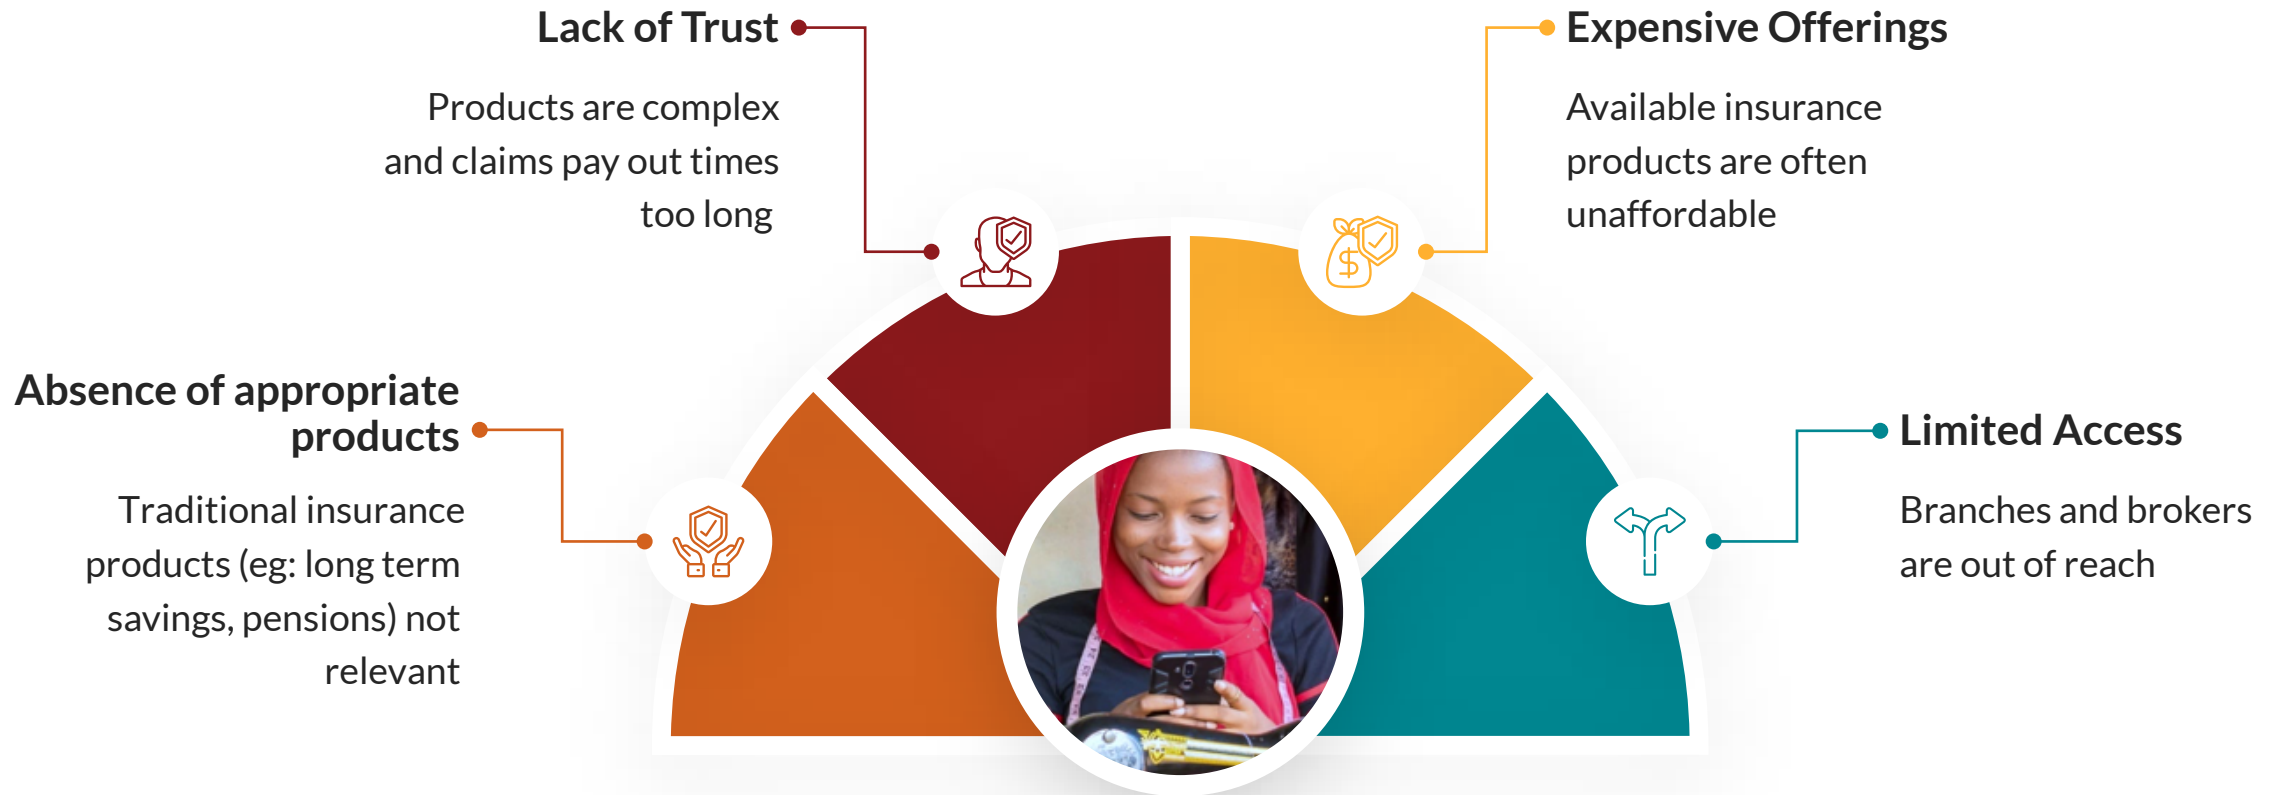 Lack of Trust
Products are complex
and claims pay out times
too long
Expensive Offerings
Available insurance
products are often
unaffordable
Absence of appropriate
products
Traditional insurance
products (eg: long term
savings, pensions) not
relevant
Limited Access
Branches and brokers
are out of reach
$